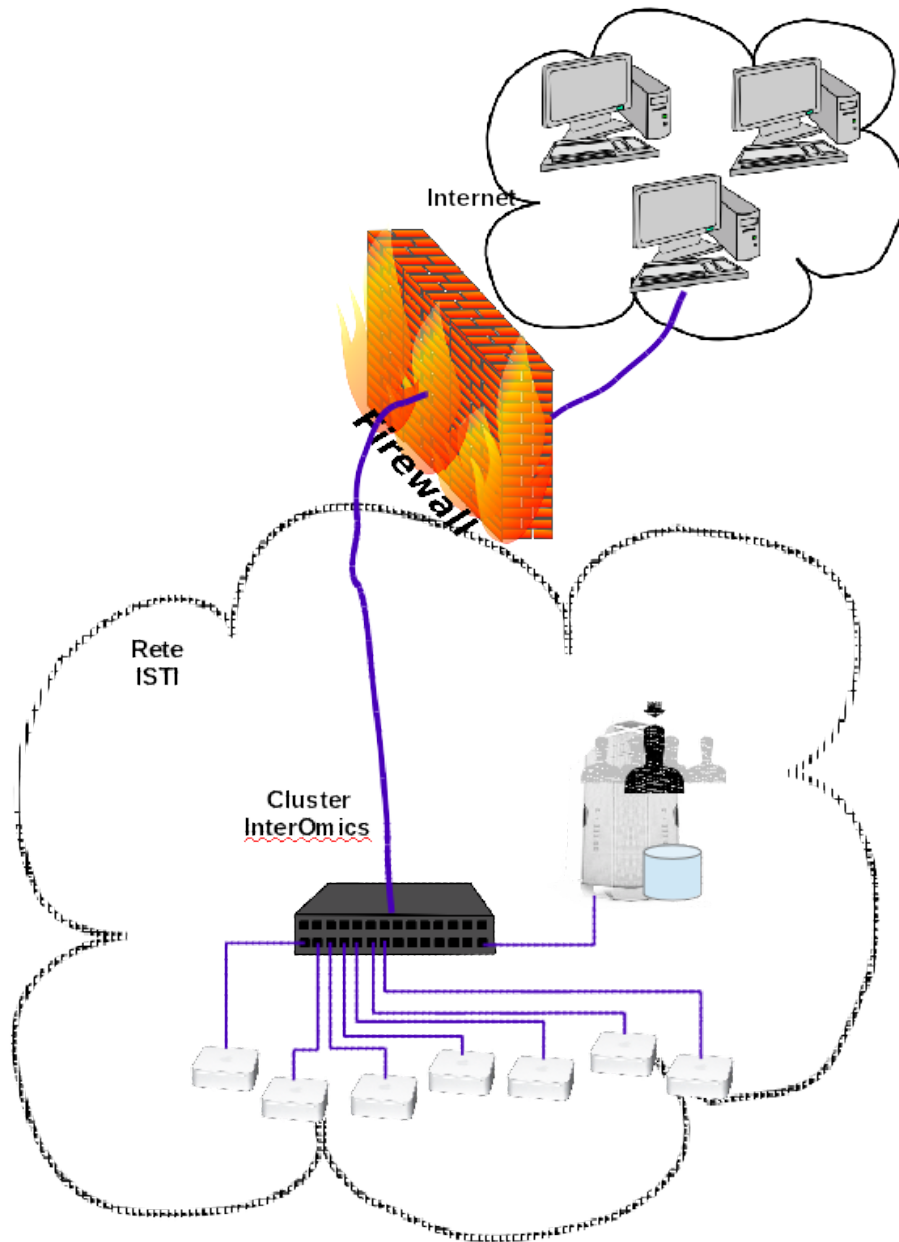 Internet
Firewall
Rete
ISTI
Cluster
InterOmics